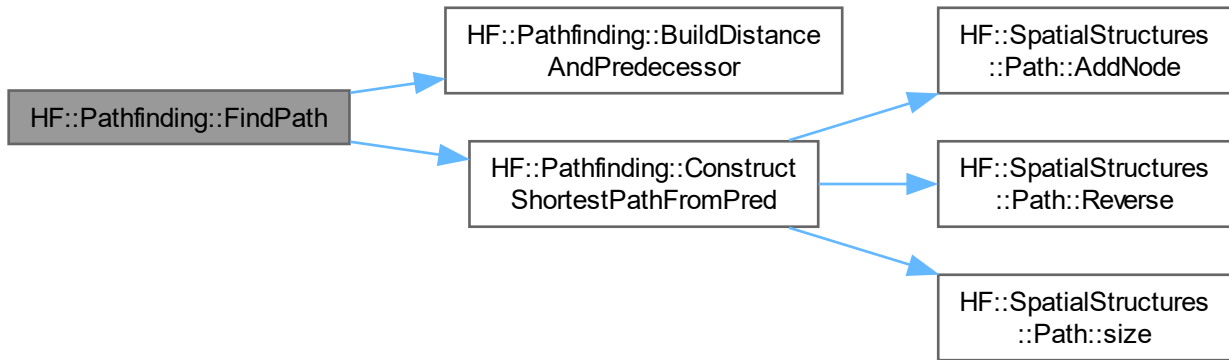 HF::Pathfinding::FindPath
HF::Pathfinding::BuildDistance
AndPredecessor
HF::Pathfinding::Construct
ShortestPathFromPred
HF::SpatialStructures
::Path::AddNode
HF::SpatialStructures
::Path::Reverse
HF::SpatialStructures
::Path::size